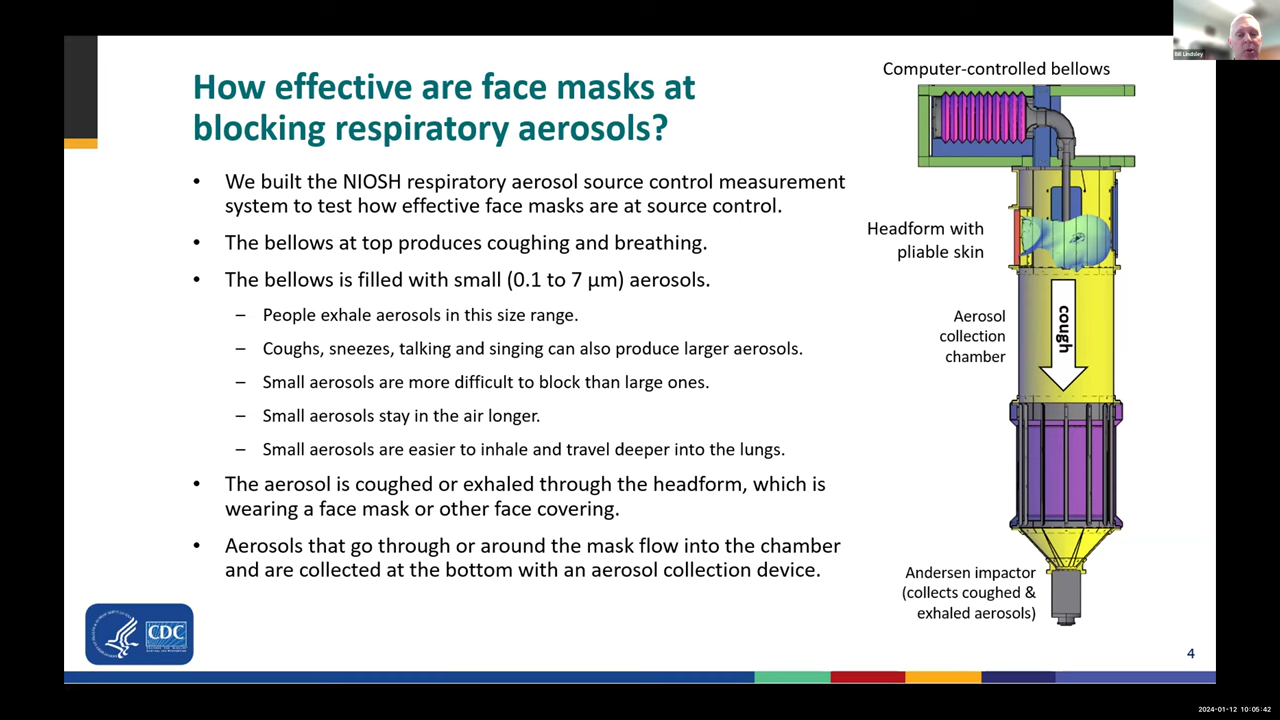 How effective are face masks at
blocking respiratory aerosols?
• We built the NIOSH respiratory aerosol source control measurement
system to test how effective face masks are at source control.
• The bellows at top produces coughing and breathing.
• The bellows is filled with small (0.1 to 7 µm) aerosols.
– People exhale aerosols in this size range.
– Coughs, sneezes, talking and singing can also produce larger aerosols.
– Small aerosols are more difficult to block than large ones.
– Small aerosols stay in the air longer.
– Small aerosols are easier to inhale and travel deeper into the lungs.
• The aerosol is coughed or exhaled through the headform, which is
wearing a face mask or other face covering.
• Aerosols that go through or around the mask flow into the chamber
and are collected at the bottom with an aerosol collection device.
Computer-controlled bellows
Headform with
pliable skin
Aerosol
collection
chamber
cough
Andersen impactor
(collects coughed &
exhaled aerosols)
CDC
4
Bill Lindsley
2024-01-12 10:05:42